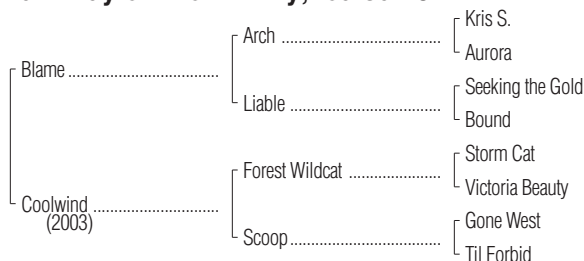 Kris S.
Arch ........................................
Aurora
Blame ............................................
Seeking the Gold
Liable ........................................
Bound
Storm Cat
Forest Wildcat ........................
Victoria Beauty
Coolwind .....................................
(2003)
Gone West
Scoop ........................................
Til Forbid